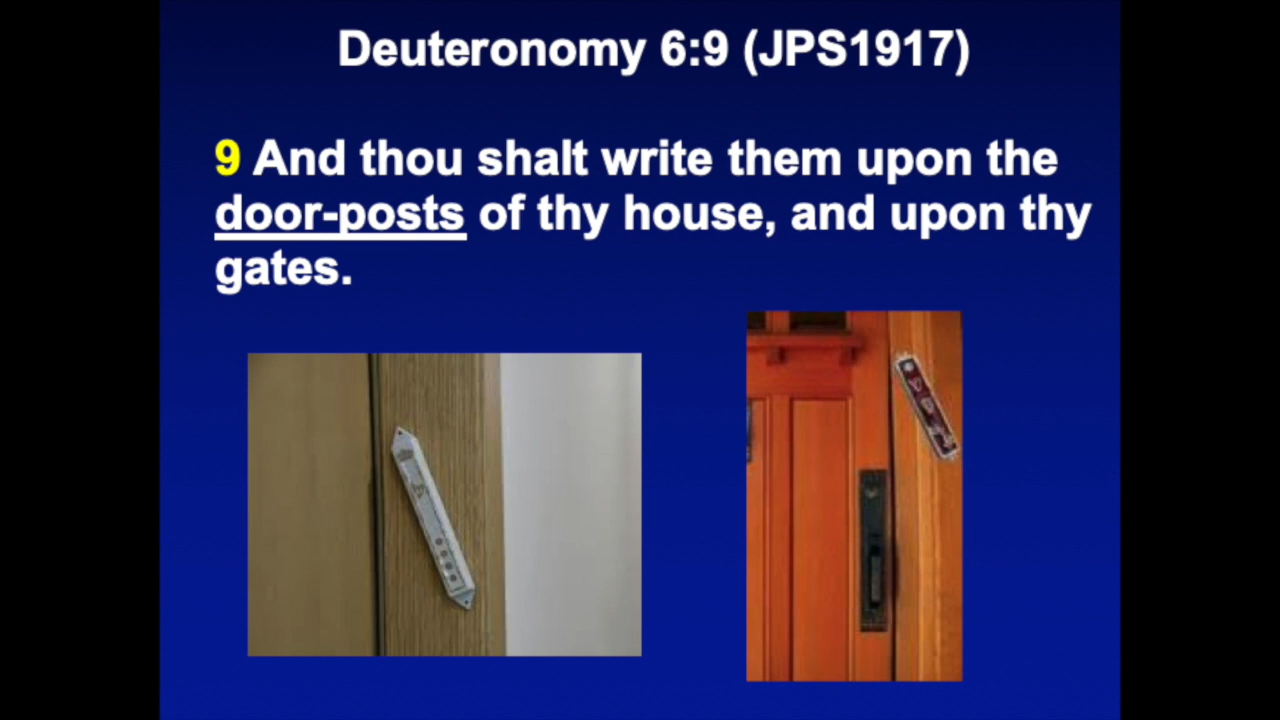 Deuteronomy 6:9 (JPS1917)
9 And thou shalt write them upon the
door-posts of thy house, and upon thy
gates.